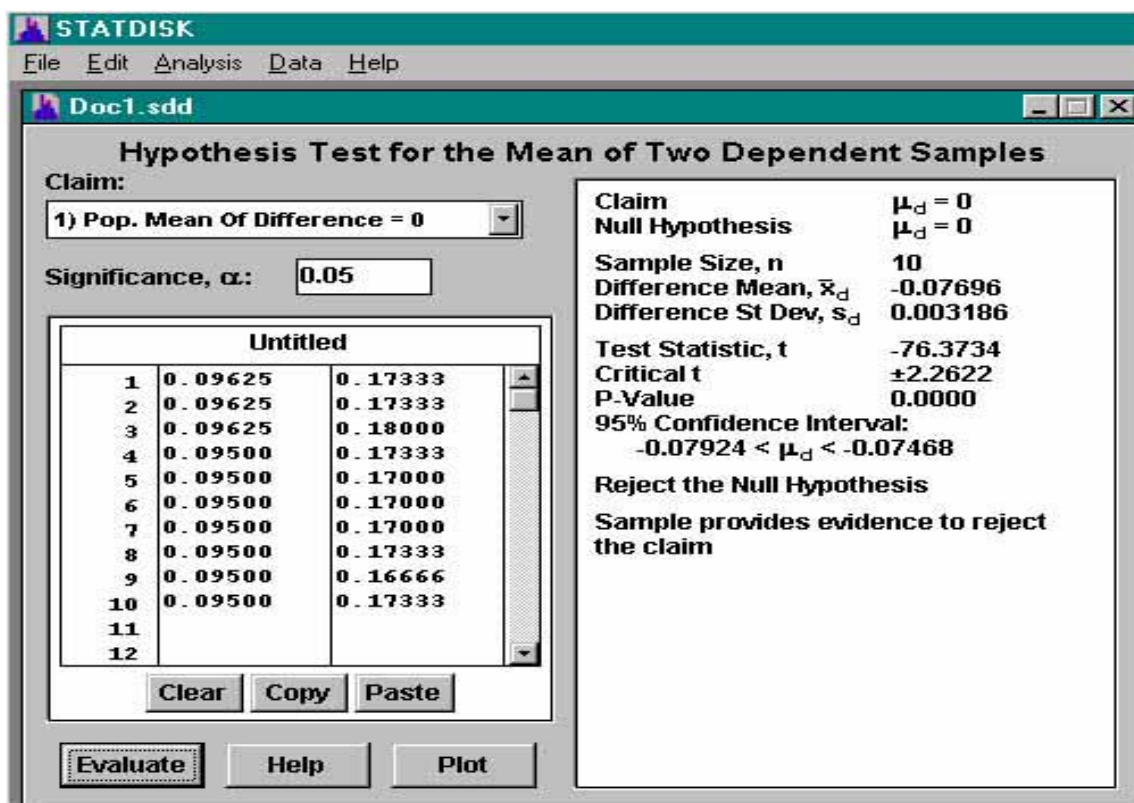 STATDISK
File Edit Analysis Data Help
Doc1.sdd
Hypothesis Test for the Mean of Two Dependent Samples
Claim:
1) Pop. Mean Of Difference = 0
Significance, α: 0.05
Untitled
1 0.09625 0.17333
2 0.09625 0.17333
3 0.09625 0.18000
4 0.09500 0.17333
5 0.09500 0.17000
6 0.09500 0.17000
7 0.09500 0.17000
8 0.09500 0.17333
9 0.09500 0.16666
10 0.09500 0.17333
11
12
Clear Copy Paste
Evaluate Help Plot
Claim μd = 0
Null Hypothesis μd = 0
Sample Size, n 10
Difference Mean, x̄d -0.07696
Difference St Dev, sd 0.003186
Test Statistic, t -76.3734
Critical t ±2.2622
P-Value 0.0000
95% Confidence Interval:
-0.07924 < μd < -0.07468
Reject the Null Hypothesis
Sample provides evidence to reject
the claim